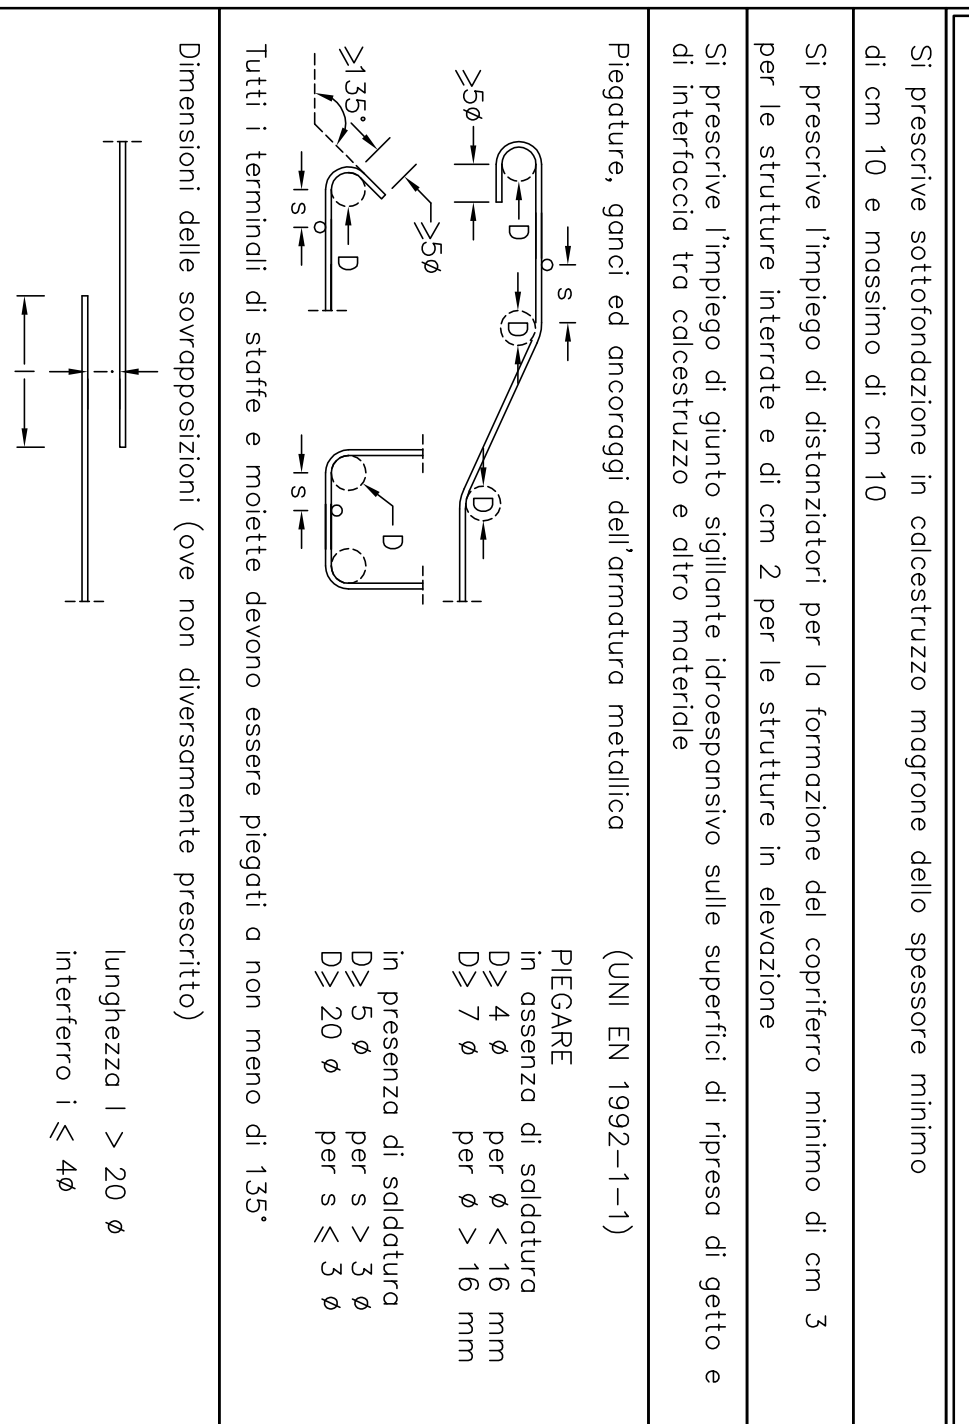 Si prescrive sottofondazione in calcestruzzo magrone dello spessore minimo
di cm 10 e massimo di cm 10
Si prescrive l'impiego di distanziatori per la formazione del copriferro minimo di cm 3
per le strutture interrate e di cm 2 per le strutture in elevazione
Si prescrive l'impiego di giunto sigillante idroespansivo sulle superfici di ripresa di getto e
di interfaccia tra calcestruzzo e altro materiale
Piegature, ganci ed ancoraggi dell'armatura metallica (UNI EN 1992-1-1)
≥5ø
D
s
D
D
≥135°
≥5ø
D
s
D
s
PIEGARE
in assenza di saldatura
D≥ 4 ø per ø < 16 mm
D≥ 7 ø per ø > 16 mm
in presenza di saldatura
D≥ 5 ø per s > 3 ø
D≥ 20 ø per s ≤ 3 ø
Tutti i terminali di staffe e moiette devono essere piegati a non meno di 135°
Dimensioni delle sovrapposizioni (ove non diversamente prescritto)
i
l
lunghezza l > 20 ø
interferro i ≤ 4ø